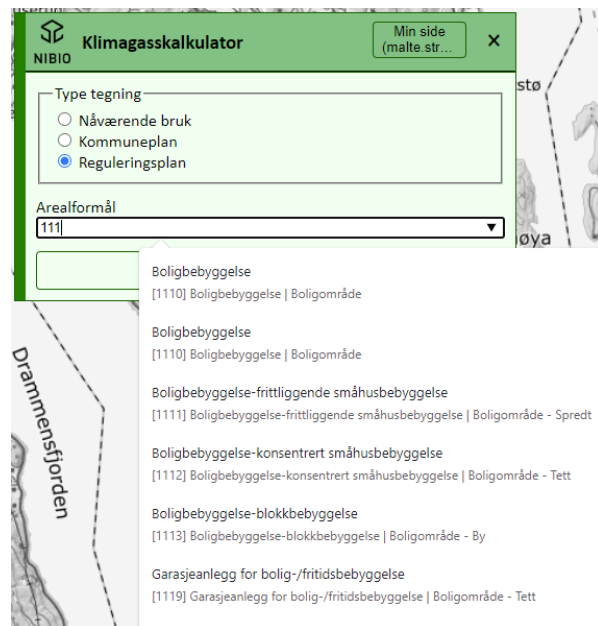 NIBIO
Klimagasskalkulator
Min side
(malte.str...
×
Type tegning
Nåværende bruk
Kommuneplan
Reguleringsplan
stø
Arealformål
111
øya
Boligbebyggelse
[1110] Boligbebyggelse | Boligområde
Boligbebyggelse
[1110] Boligbebyggelse | Boligområde
Boligbebyggelse-frittliggende småhusbebyggelse
[1111] Boligbebyggelse-frittliggende småhusbebyggelse | Boligområde - Spredt
Boligbebyggelse-konsentrert småhusbebyggelse
[1112] Boligbebyggelse-konsentrert småhusbebyggelse | Boligområde - Tett
Boligbebyggelse-blokkbebyggelse
[1113] Boligbebyggelse-blokkbebyggelse | Boligområde - By
Garasjeanlegg for bolig-/fritidsbebyggelse
[1119] Garasjeanlegg for bolig-/fritidsbebyggelse | Boligområde - Tett
Drammensfjorden